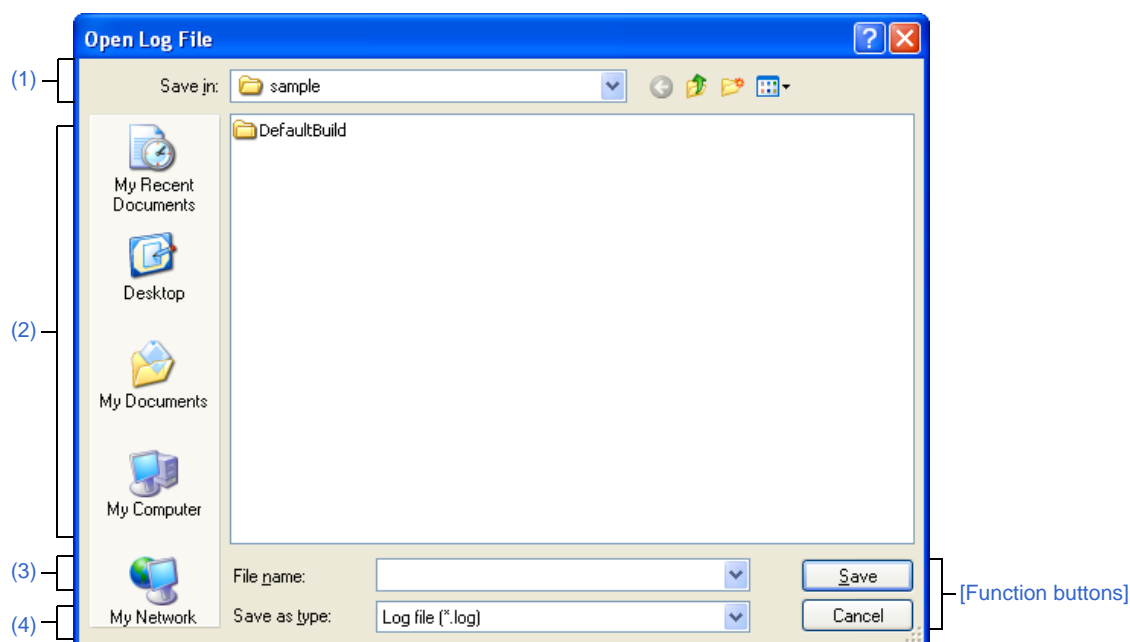 Open Log File
(1)
Save in:
sample
DefaultBuild
My Recent
Documents
Desktop
(2)
My Documents
My Computer
(3)
File name:
Save
[Function buttons]
My Network
(4)
Save as type:
Log file (*.log)
Cancel